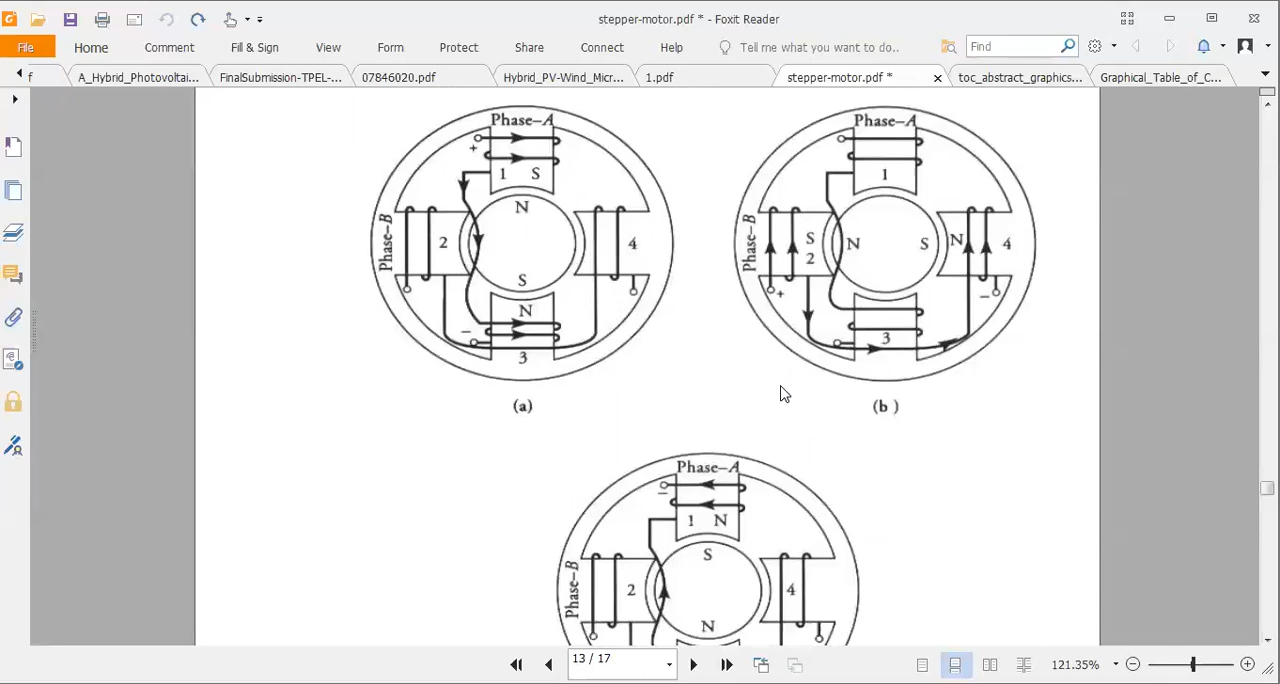 stepper-motor.pdf * - Foxit Reader
File Home Comment Fill & Sign View Form Protect Share Connect Help Tell me what you want to do.. Find
f A_Hybrid_Photovoltai... FinalSubmission-TPEL-... 07846020.pdf Hybrid_PV-Wind_Micr... 1.pdf stepper-motor.pdf * toc_abstract_graphics... Graphical_Table_of_C...
Phase-A
+
1 S
N
Phase-B
2
4
S
N
−
3
(a)
Phase-A
1
Phase-B
S
2
N S
N 4
+
−
3
(b )
Phase-A
−
1 N
S
Phase-B
2
4
N
13 / 17
121.35%